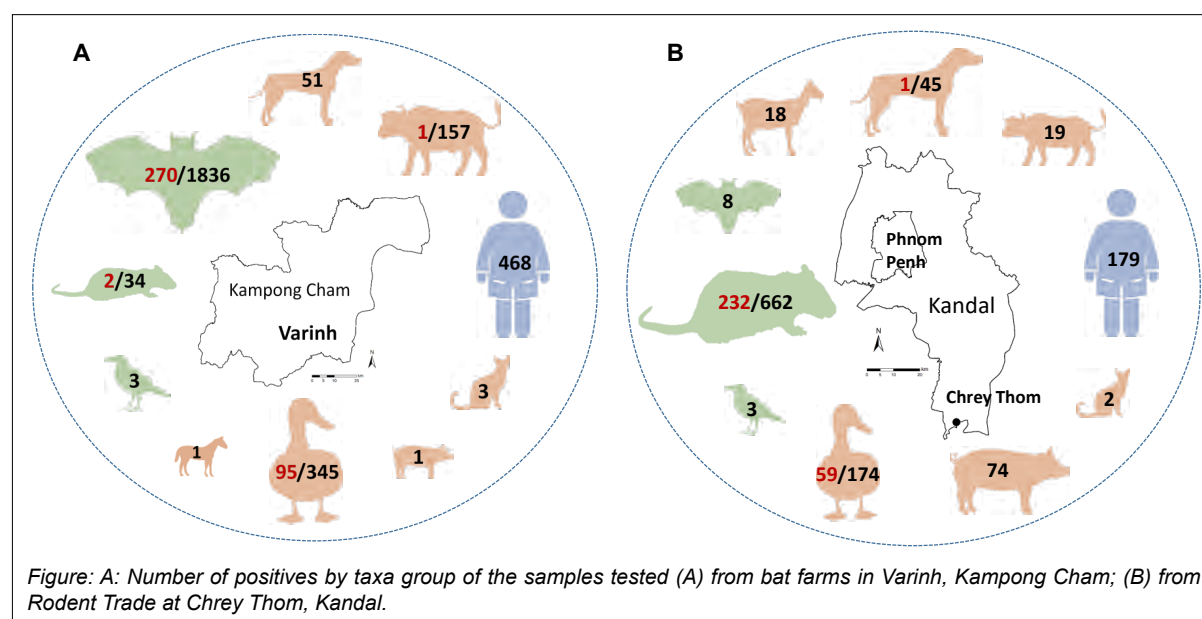 A
51
1/157
270/1836
468
2/34
Kampong Cham
Varinh
N
3
3
1
95/345
1
B
1/45
18
19
8
Phnom
Penh
179
232/662
Kandal
N
Chrey Thom
2
3
59/174
74
Figure: A: Number of positives by taxa group of the samples tested (A) from bat farms in Varinh, Kampong Cham; (B) from
Rodent Trade at Chrey Thom, Kandal.